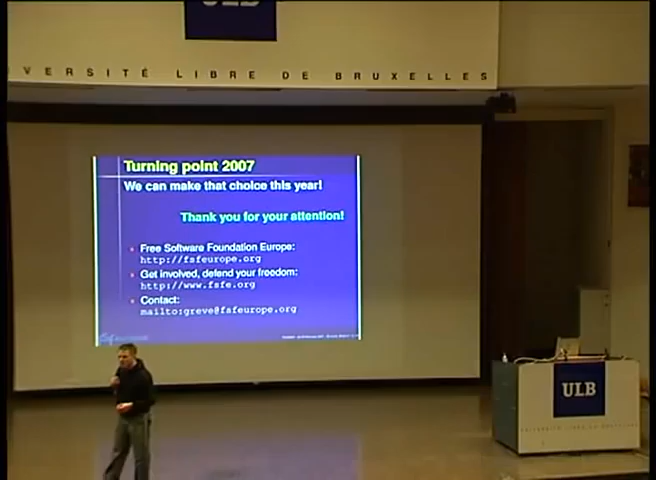 ULB
UNIVERSITÉ LIBRE DE BRUXELLES
Turning point 2007
We can make that choice this year!
Thank you for your attention!
Free Software Foundation Europe:
http://fsfeurope.org
Get involved, defend your freedom:
http://www.fsfe.org
Contact:
mailto:greve@fsfeurope.org
ULB